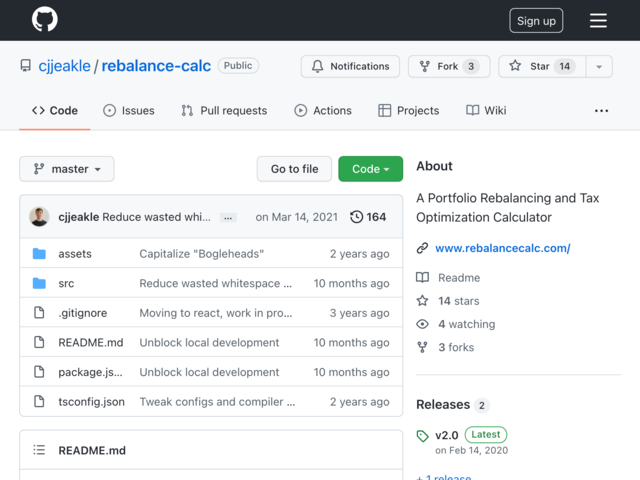 Sign up
cjjeakle / rebalance-calc Public
Notifications
Fork 3
Star 14
Code
Issues
Pull requests
Actions
Projects
Wiki
...
master
Go to file
Code
cjjeakle Reduce wasted whi... ... on Mar 14, 2021 164
assets Capitalize "Bogleheads" 2 years ago
src Reduce wasted whitespace ... 10 months ago
.gitignore Moving to react, work in pro... 3 years ago
README.md Unblock local development 10 months ago
package.js... Unblock local development 10 months ago
tsconfig.json Tweak configs and compiler ... 2 years ago
README.md
About
A Portfolio Rebalancing and Tax
Optimization Calculator
www.rebalancecalc.com/
Readme
14 stars
4 watching
3 forks
Releases 2
v2.0 Latest
on Feb 14, 2020
+ 1 release